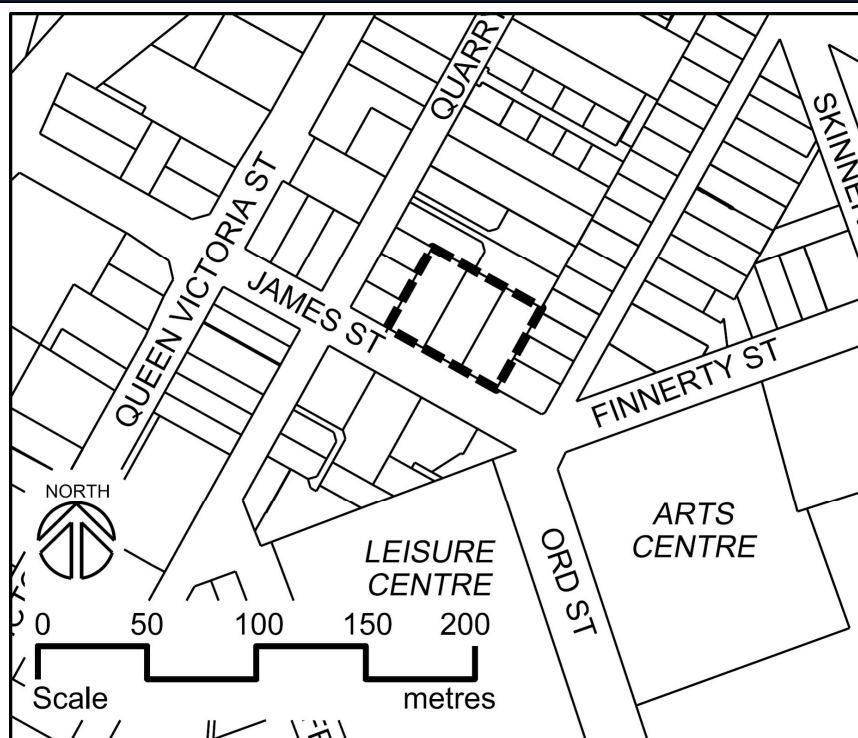 QUARRY
SKINNER
QUEEN VICTORIA ST
JAMES ST
FINNERTY ST
NORTH
ARTS
CENTRE
LEISURE
CENTRE
ORD ST
0 50 100 150 200
Scale metres